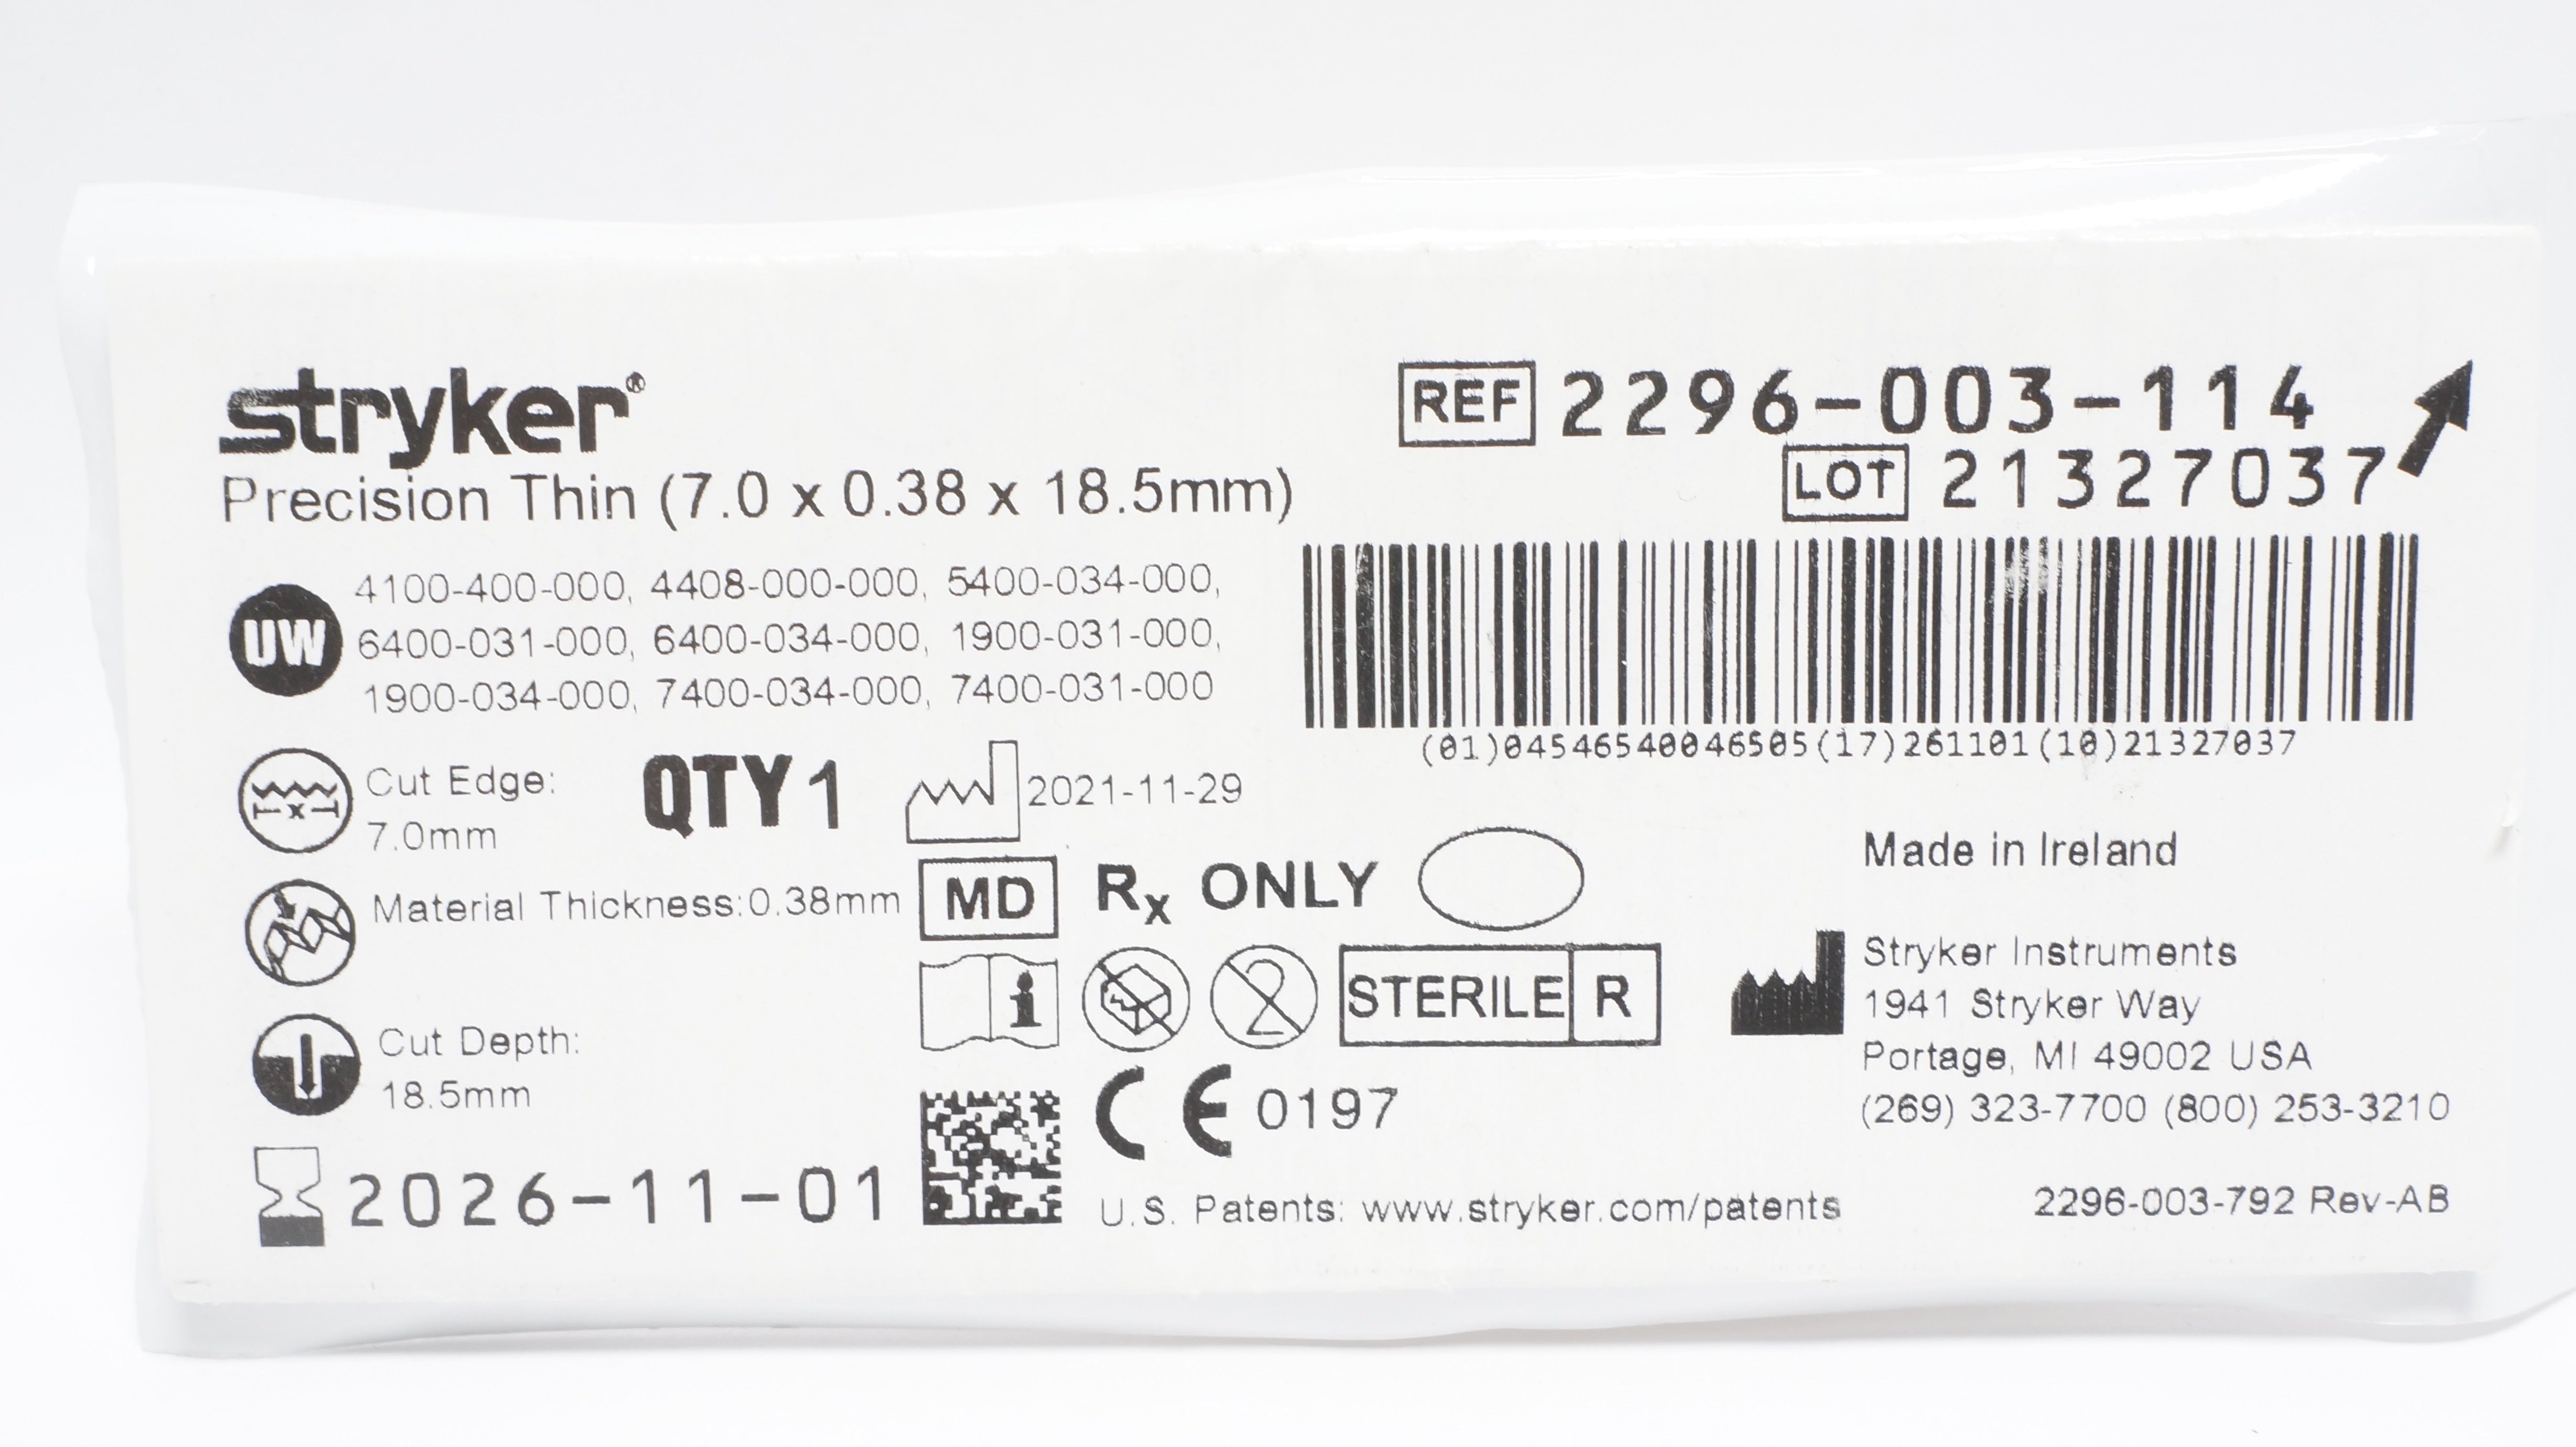 stryker®
Precision Thin (7.0 x 0.38 x 18.5mm)
REF 2296-003-114
LOT 21327037
UW
4100-400-000, 4408-000-000, 5400-034-000,
6400-031-000, 6400-034-000, 1900-031-000,
1900-034-000, 7400-034-000, 7400-031-000
(01)04546540046505(17)261101(10)21327037
Cut Edge:
7.0mm
x
QTY 1
2021-11-29
Material Thickness:0.38mm
MD
Rx ONLY
Made in Ireland
i
2
STERILE R
Stryker Instruments
1941 Stryker Way
Portage, MI 49002 USA
(269) 323-7700 (800) 253-3210
Cut Depth:
18.5mm
CE 0197
2026-11-01
U.S. Patents: www.stryker.com/patents
2296-003-792 Rev-AB